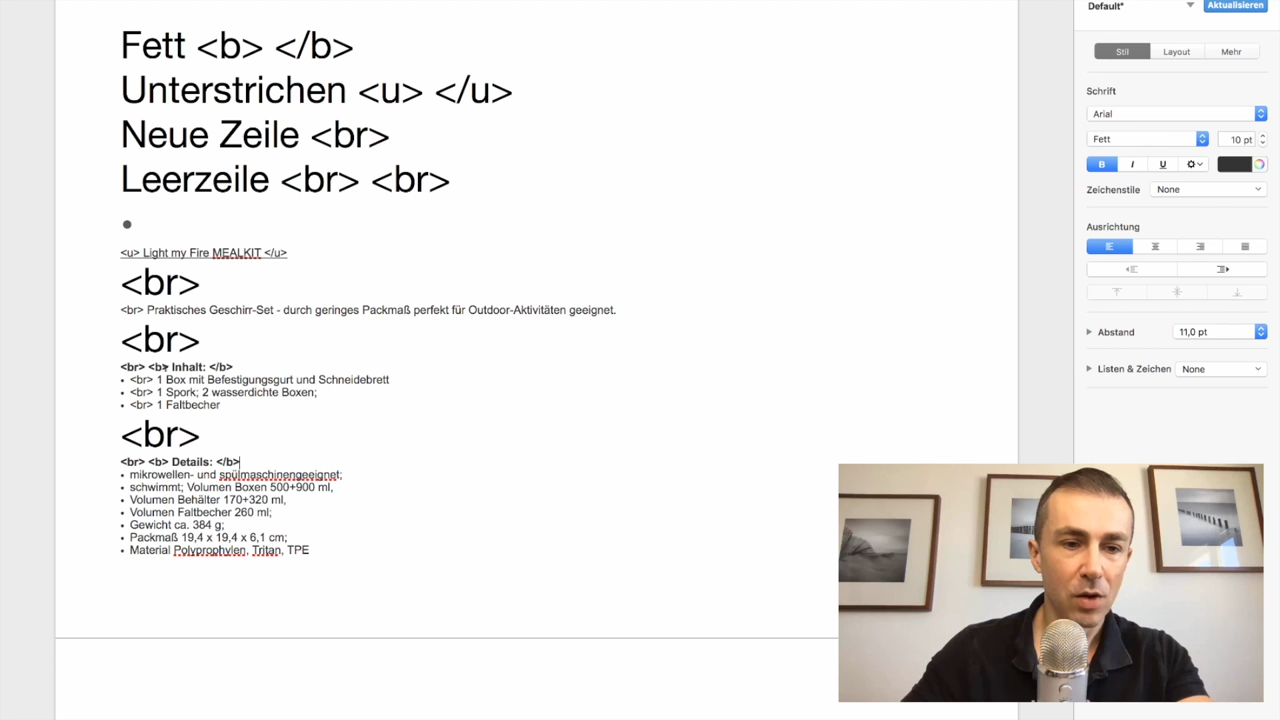 Default*
Aktualisieren
Stil Layout Mehr
Schrift
Arial
Fett 10 pt
B I U
Zeichenstile None
Ausrichtung
Abstand 11,0 pt
Listen & Zeichen None
Fett <b> </b>
Unterstrichen <u> </u>
Neue Zeile <br>
Leerzeile <br> <br>
•
<u> Light my Fire MEALKIT </u>
<br>
<br> Praktisches Geschirr-Set - durch geringes Packmaß perfekt für Outdoor-Aktivitäten geeignet.
<br>
<br> <b> Inhalt: </b>
• <br> 1 Box mit Befestigungsgurt und Schneidebrett
• <br> 1 Spork; 2 wasserdichte Boxen;
• <br> 1 Faltbecher
<br>
<br> <b> Details: </b>
• mikrowellen- und spülmaschinengeeignet;
• schwimmt; Volumen Boxen 500+900 ml,
• Volumen Behälter 170+320 ml,
• Volumen Faltbecher 260 ml;
• Gewicht ca. 384 g;
• Packmaß 19,4 x 19,4 x 6,1 cm;
• Material Polyprophylen, Tritan, TPE